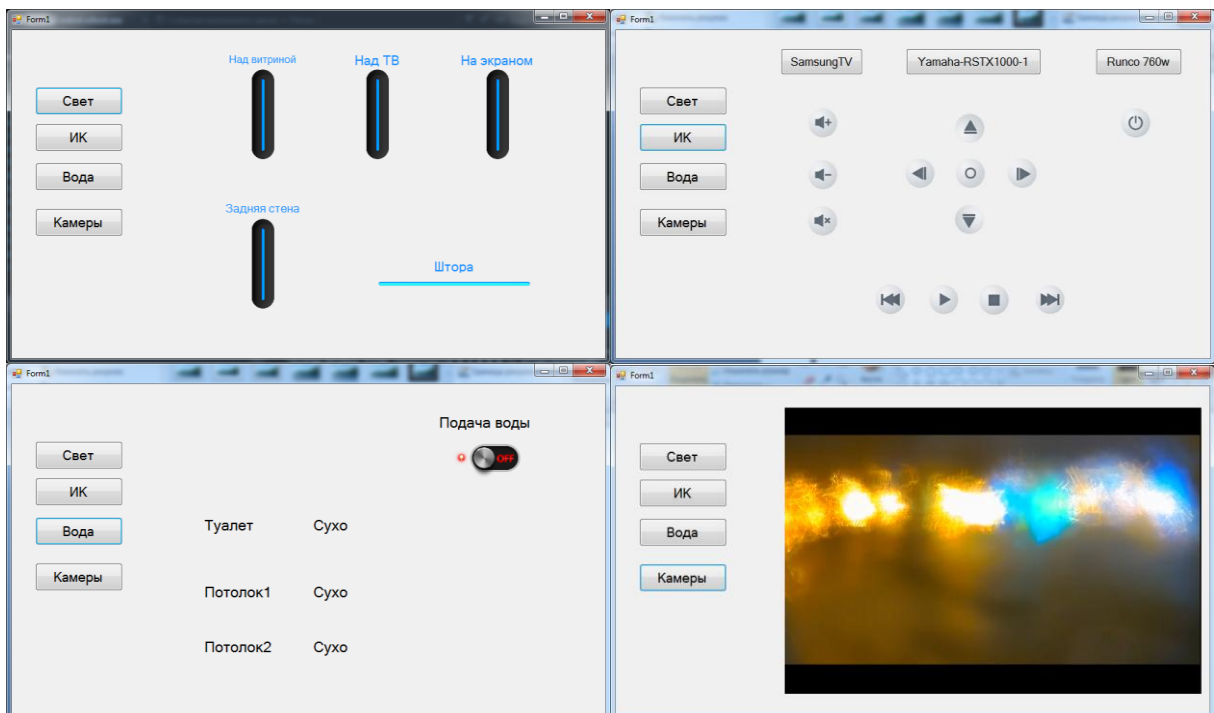 Form1
Над витриной
Над ТВ
На экраном
Свет
ИК
Вода
Камеры
Задняя стена
Штора
Form1
SamsungTV
Yamaha-RSTX1000-1
Runco 760w
Свет
ИК
Вода
Камеры
Form1
Подача воды
OFF
Свет
ИК
Вода
Камеры
Туалет Сухо
Потолок1 Сухо
Потолок2 Сухо
Form1
Свет
ИК
Вода
Камеры